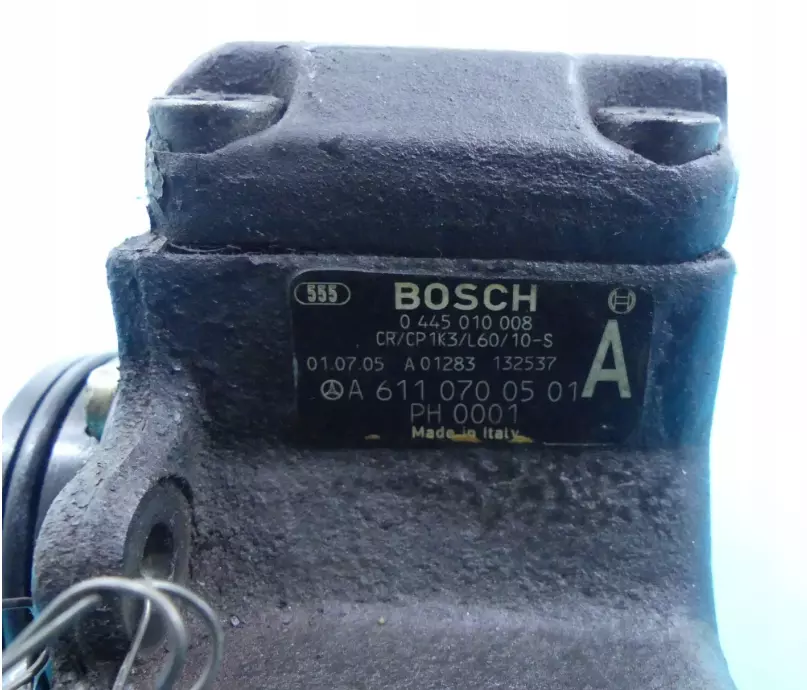 555 BOSCH
0 445 010 008
CR/CP1K3/L60/10-S
01.07.05 A 01283 132537
A 611 070 05 01 A
PH 0001
Made in Italy